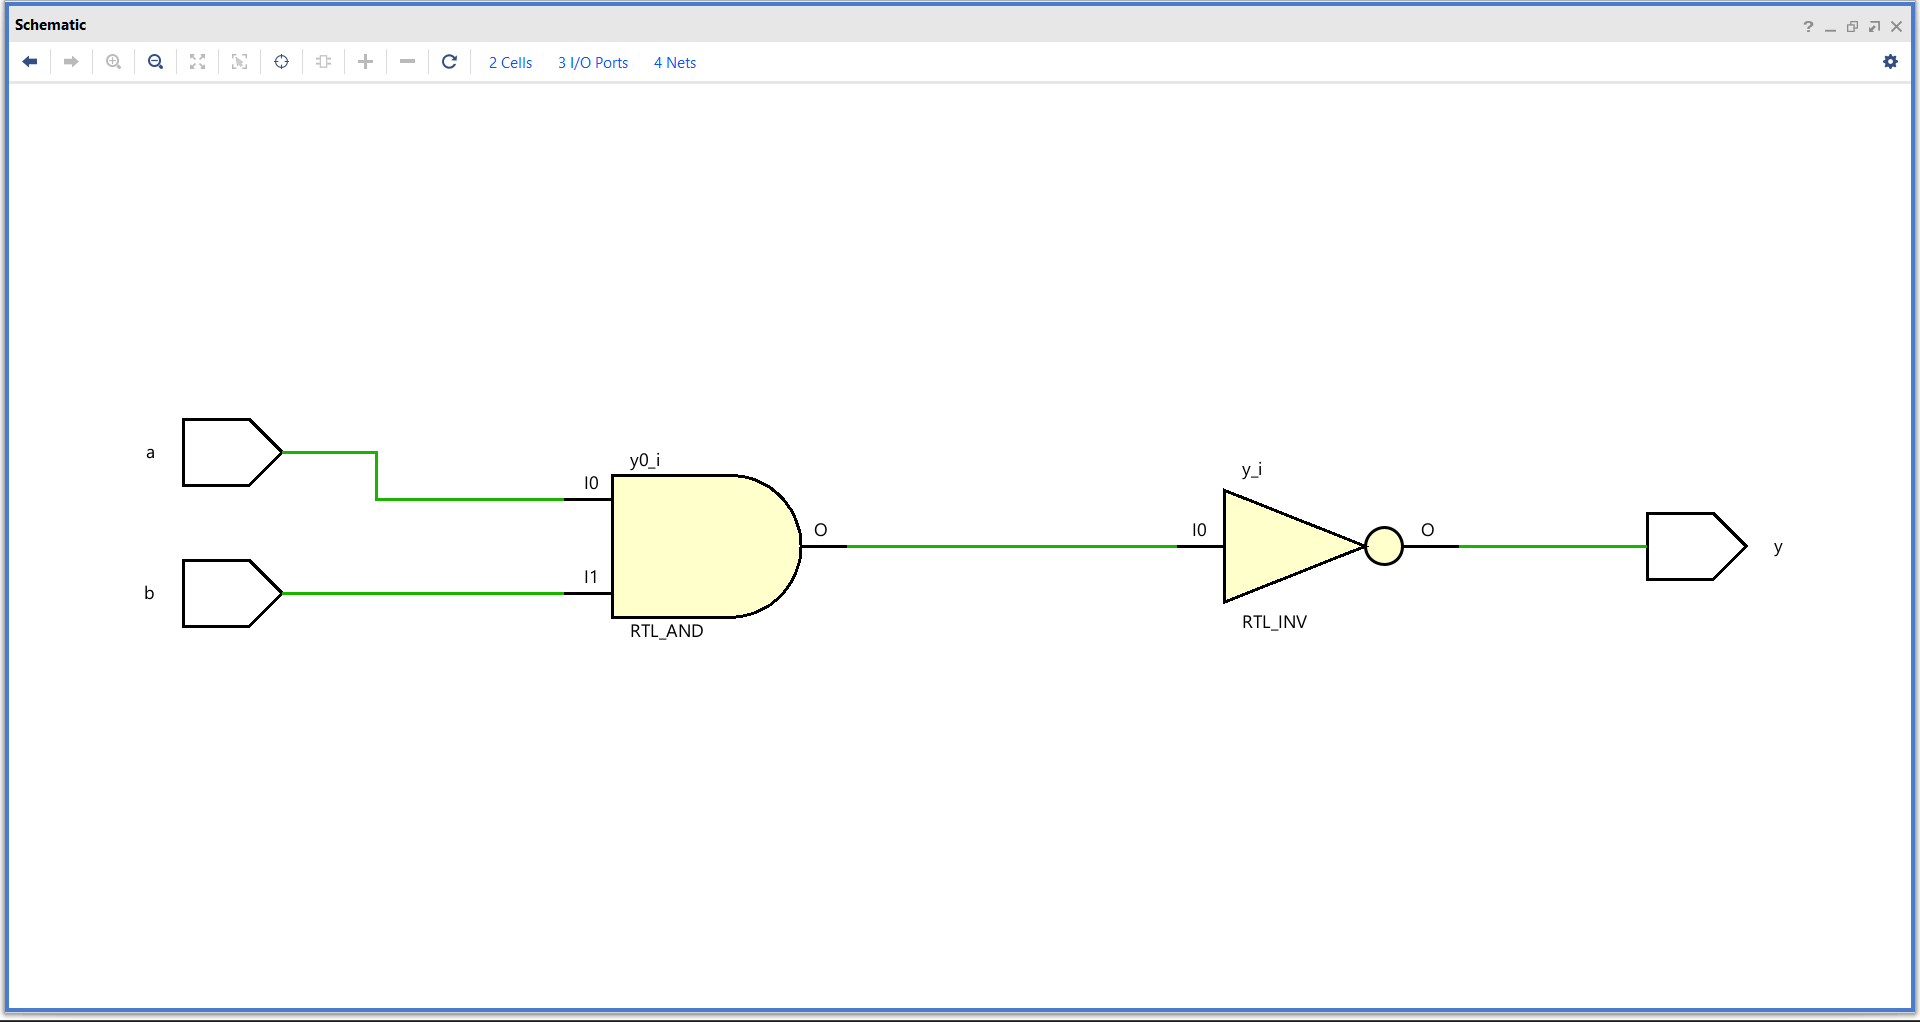 Schematic
2 Cells 3 I/O Ports 4 Nets
a
b
I0
I1
y0_i
RTL_AND
O
I0
y_i
RTL_INV
O
y